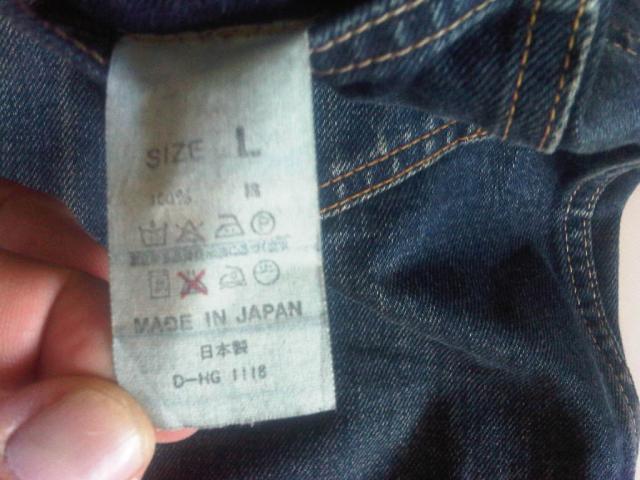 SIZE L
100%
MADE IN JAPAN
日本製
D-HG 1118